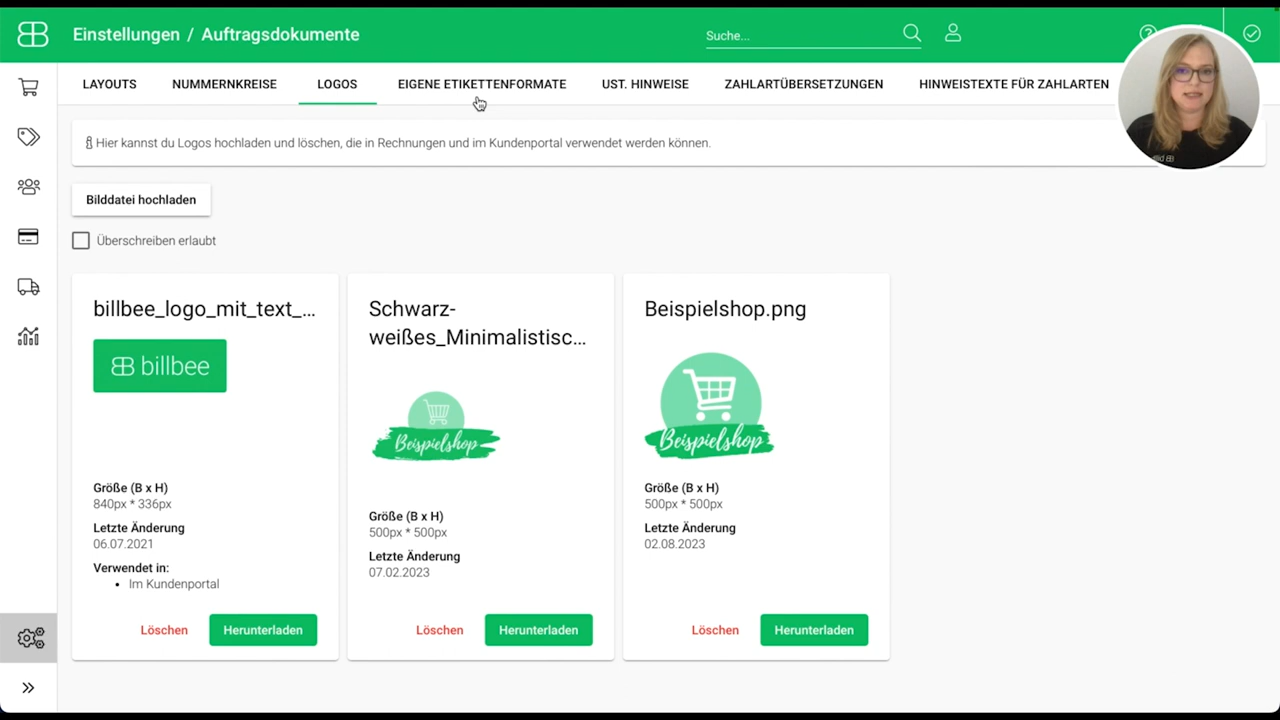 Einstellungen / Auftragsdokumente
Suche...
LAYOUTS
NUMMERNKREISE
LOGOS
EIGENE ETIKETTENFORMATE
UST. HINWEISE
ZAHLARTÜBERSETZUNGEN
HINWEISTEXTE FÜR ZAHLARTEN
Hier kannst du Logos hochladen und löschen, die in Rechnungen und im Kundenportal verwendet werden können.
Bilddatei hochladen
Überschreiben erlaubt
billbee_logo_mit_text_...
billbee
Größe (B x H)
840px * 336px
Letzte Änderung
06.07.2021
Verwendet in:
• Im Kundenportal
Löschen
Herunterladen
Schwarz-
weißes_Minimalistisc...
Beispielshop
Größe (B x H)
500px * 500px
Letzte Änderung
07.02.2023
Löschen
Herunterladen
Beispielshop.png
Beispielshop
Größe (B x H)
500px * 500px
Letzte Änderung
02.08.2023
Löschen
Herunterladen